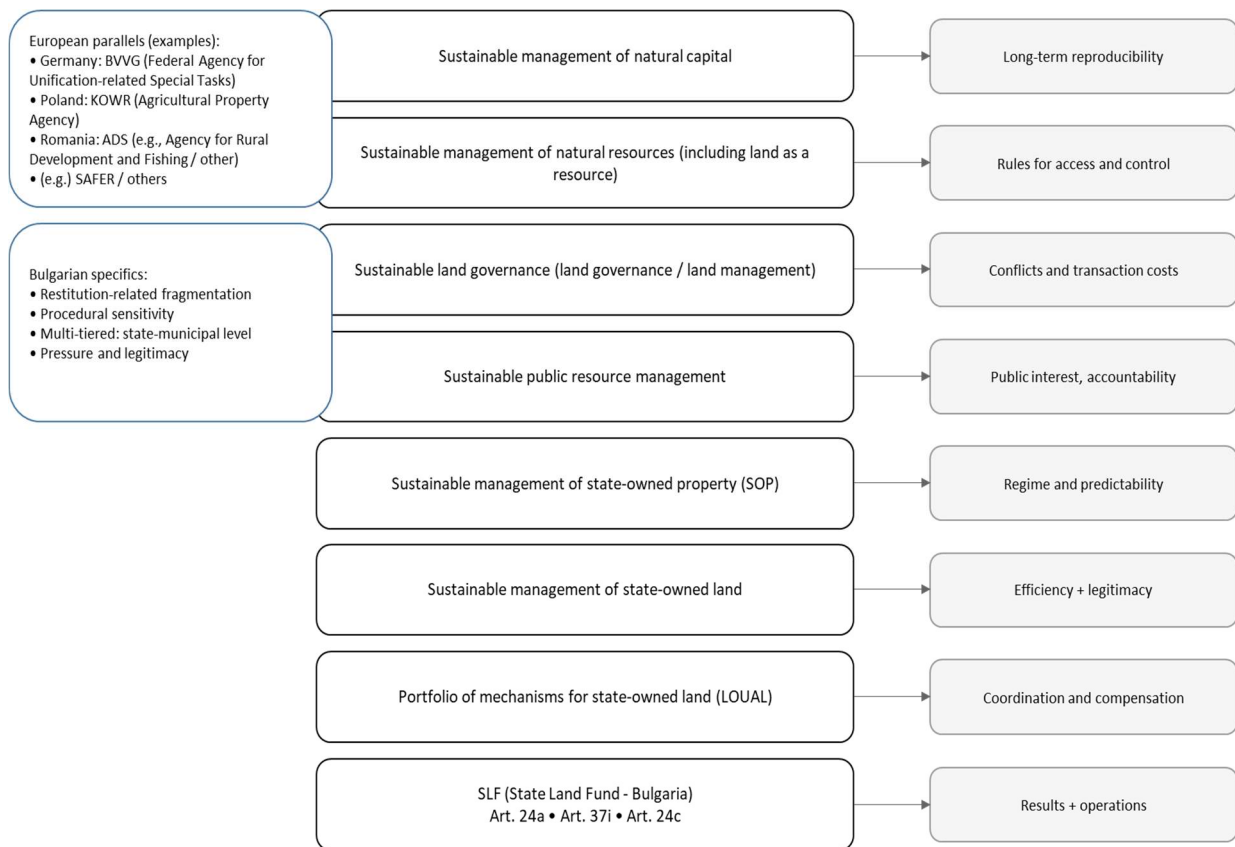 European parallels (examples):
• Germany: BVVG (Federal Agency for
Unification-related Special Tasks)
• Poland: KOWR (Agricultural Property
Agency)
• Romania: ADS (e.g., Agency for Rural
Development and Fishing / other)
• (e.g.) SAFER / others
Bulgarian specifics:
• Restitution-related fragmentation
• Procedural sensitivity
• Multi-tiered: state-municipal level
• Pressure and legitimacy
Sustainable management of natural capital
Long-term reproducibility
Sustainable management of natural resources (including land as a
resource)
Rules for access and control
Sustainable land governance (land governance / land management)
Conflicts and transaction costs
Sustainable public resource management
Public interest, accountability
Sustainable management of state-owned property (SOP)
Regime and predictability
Sustainable management of state-owned land
Efficiency + legitimacy
Portfolio of mechanisms for state-owned land (LOUAL)
Coordination and compensation
SLF (State Land Fund - Bulgaria)
Art. 24a • Art. 37i • Art. 24c
Results + operations